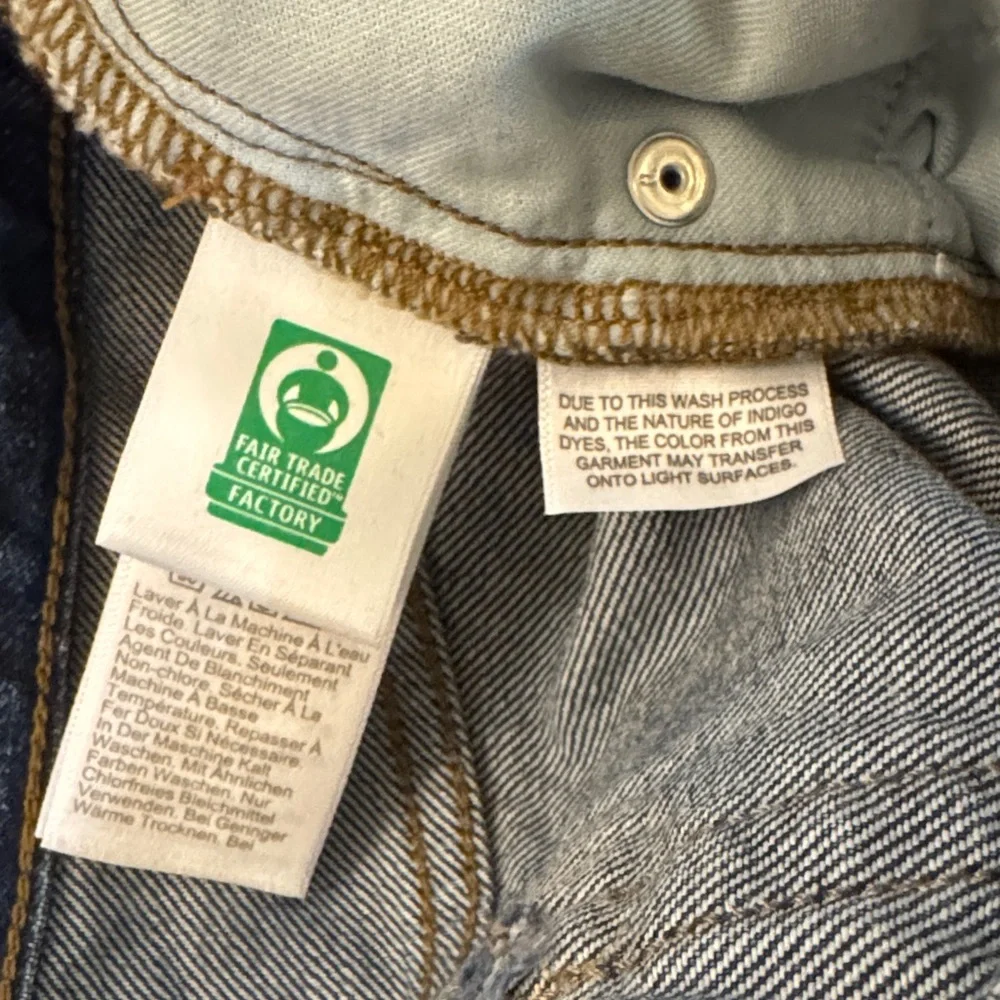 FAIR TRADE
CERTIFIED™
FACTORY
DUE TO THIS WASH PROCESS
AND THE NATURE OF INDIGO
DYES, THE COLOR FROM THIS
GARMENT MAY TRANSFER
ONTO LIGHT SURFACES.
Laver À La Machine À L'eau
Froide, Laver En Séparant
Les Couleurs, Seulement
Agent De Blanchiment
Non-chlore, Sécher À La
Machine À Basse
Température, Repasser À
Fer Doux Si Nécessaire
In Der Maschine Kalt
Waschen, Mit Ähnlichen
Farben Waschen, Nur
Chlorfreies Bleichmittel
Verwenden, Bei Geringer
Wärme Trocknen, Bei